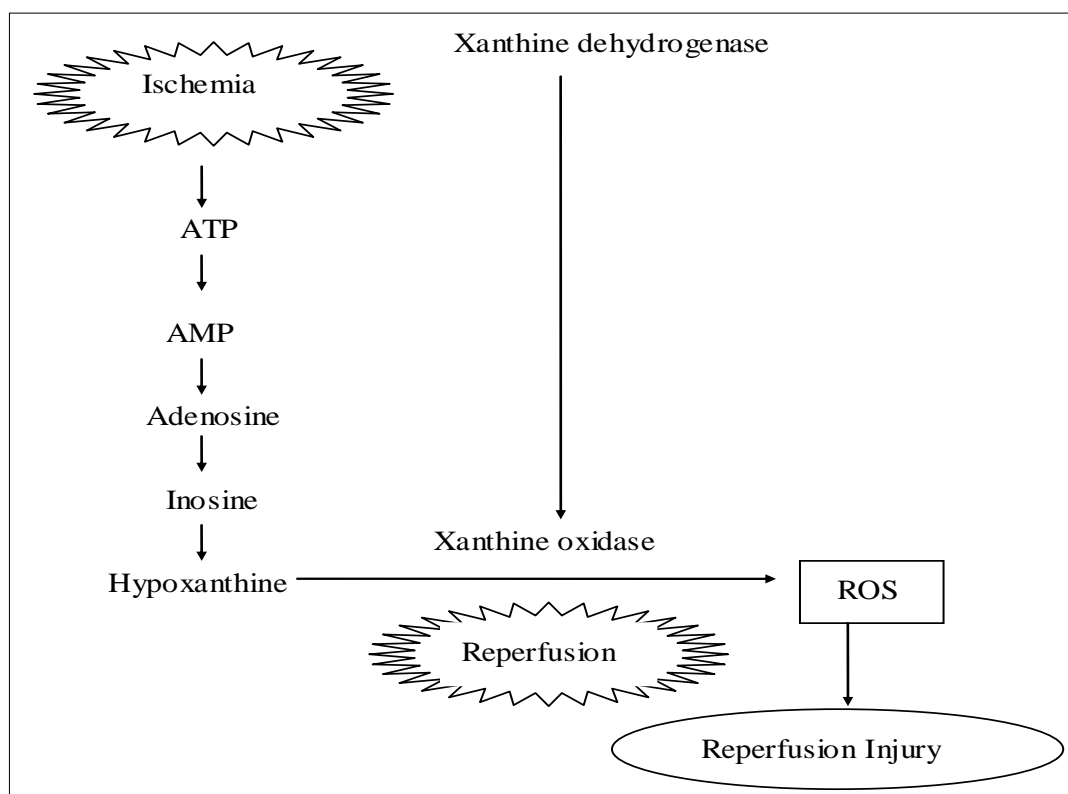 Xanthine dehydrogenase
Ischemia
ATP
AMP
Adenosine
Inosine
Xanthine oxidase
Hypoxanthine
ROS
Reperfusion
Reperfusion Injury